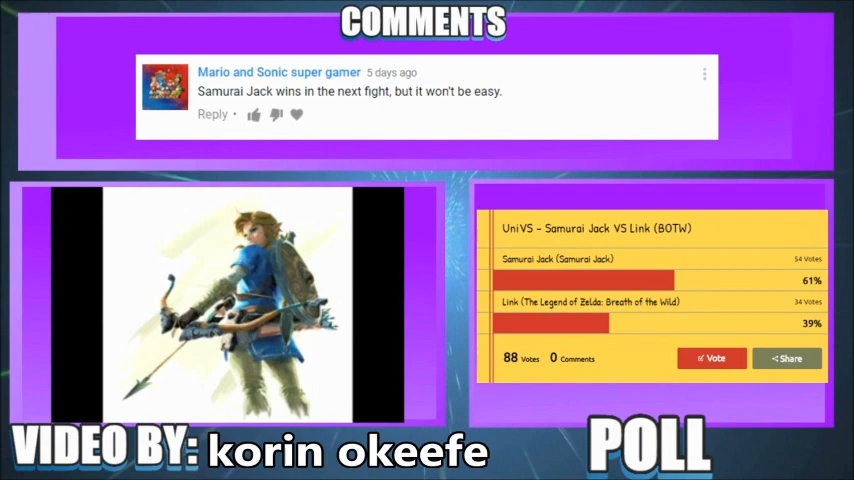 COMMENTS
Mario and Sonic super gamer 5 days ago
Samurai Jack wins in the next fight, but it won't be easy.
Reply •
UniVS - Samurai Jack VS Link (BOTW)
Samurai Jack (Samurai Jack) 54 Votes
61%
Link (The Legend of Zelda: Breath of the Wild) 34 Votes
39%
88 Votes 0 Comments Vote Share
VIDEO BY: korin okeefe
POLL